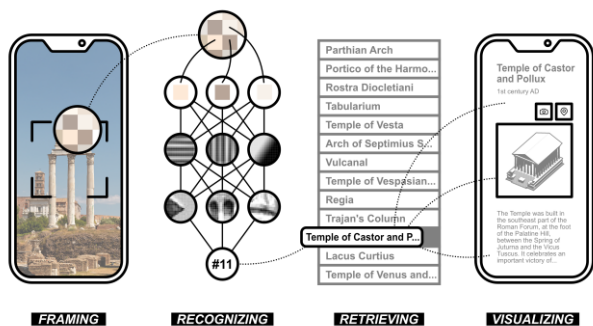 Parthian Arch
Portico of the Harmo...
Rostra Diocletiani
Tabularium
Temple of Vesta
Arch of Septimius S...
Vulcanal
Temple of Vespasian...
Regia
Trajan's Column
Temple of Castor and P...
Lacus Curtius
Temple of Venus and...
#11
Temple of Castor
and Pollux
1st century AD
The Temple was built in
the southeast part of the
Roman Forum, at the foot
of the Palatine Hill,
between the Spring of
Juturna and the Vicus
Tuscus. It celebrates an
important victory of...
FRAMING
RECOGNIZING
RETRIEVING
VISUALIZING